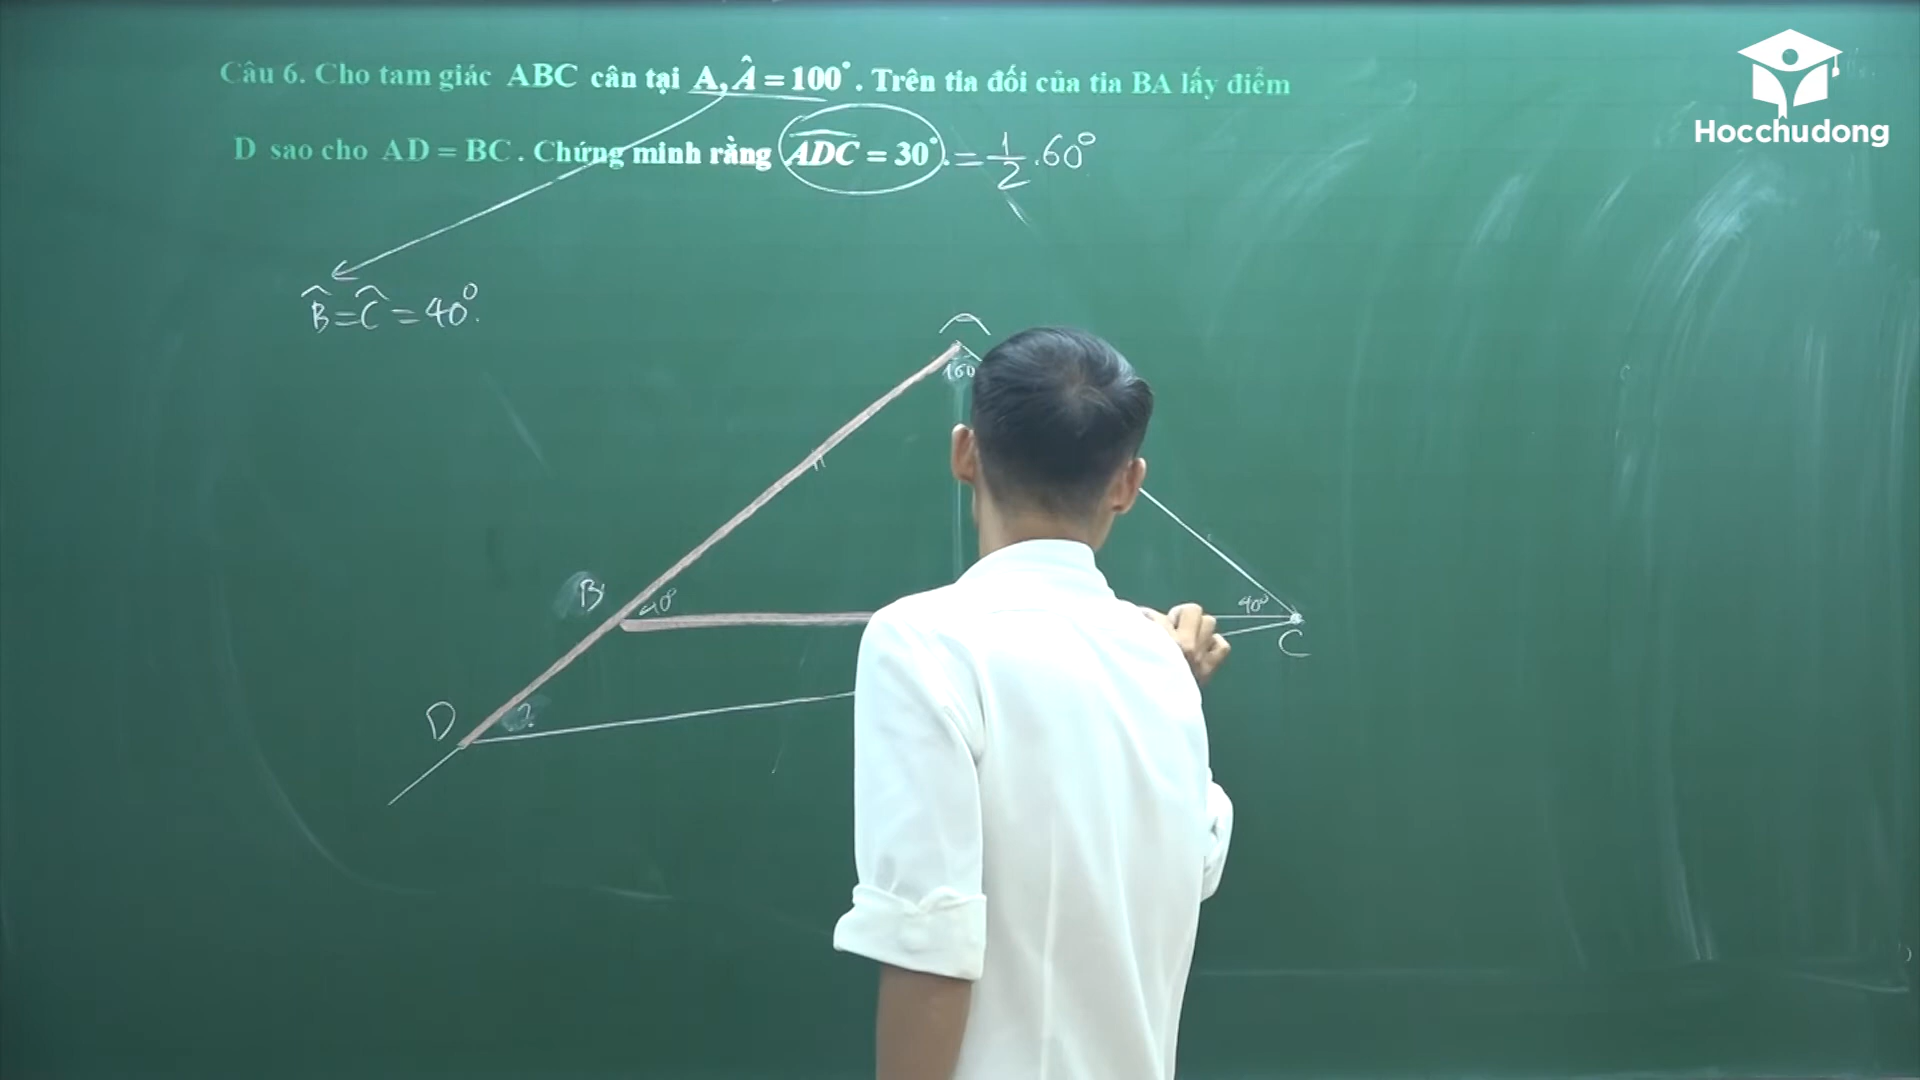 Hocchudong
Câu 6. Cho tam giác ABC cân tại A, Â = 100°. Trên tia đối của tia BA lấy điểm
D sao cho AD = BC. Chứng minh rằng ADC = 30°. = 1/2 . 60°
B̂ = Ĉ = 40°.
B
40°
40°
C
D
?